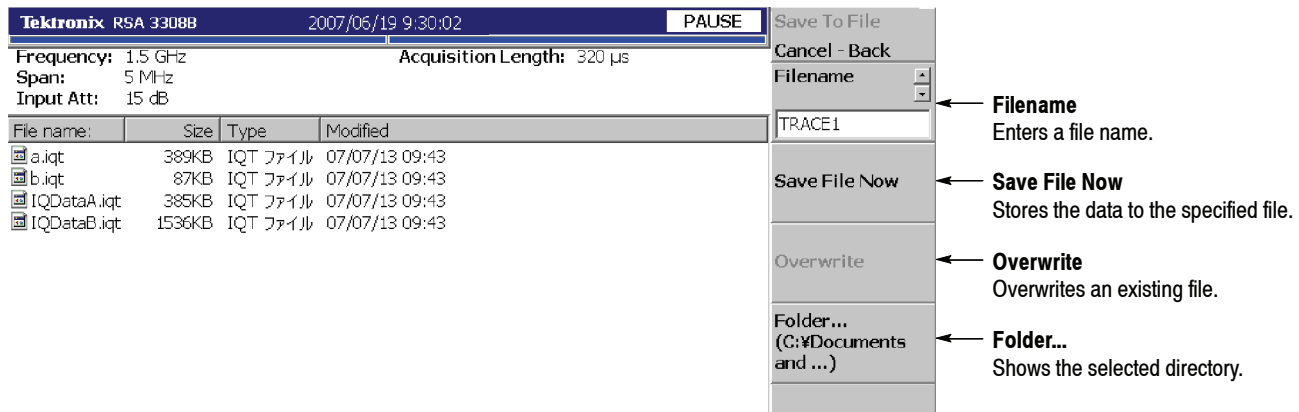 Tektronix RSA 3308B 2007/06/19 9:30:02 PAUSE
Frequency: 1.5 GHz Acquisition Length: 320 µs
Span: 5 MHz
Input Att: 15 dB
File name: Size Type Modified
a.iqt 389KB IQT ファイル 07/07/13 09:43
b.iqt 87KB IQT ファイル 07/07/13 09:43
IQDataA.iqt 385KB IQT ファイル 07/07/13 09:43
IQDataB.iqt 1536KB IQT ファイル 07/07/13 09:43
Save To File
Cancel - Back
Filename
TRACE1
Save File Now
Overwrite
Folder...
(C:¥Documents
and ...)
Filename
Enters a file name.
Save File Now
Stores the data to the specified file.
Overwrite
Overwrites an existing file.
Folder...
Shows the selected directory.